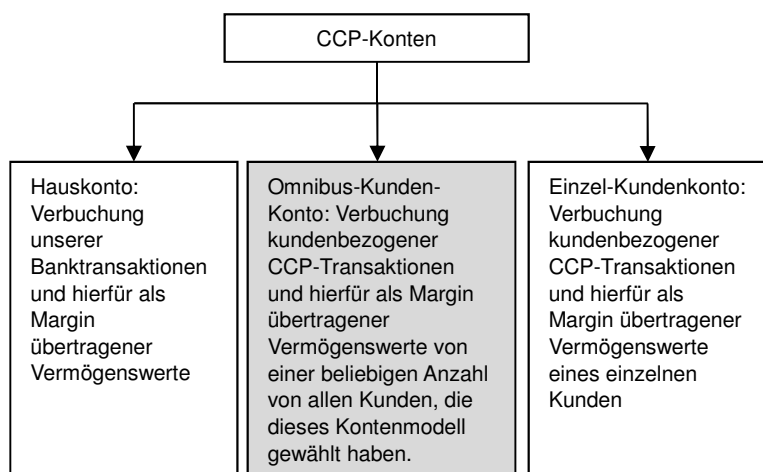 CCP-Konten
Hauskonto:
Verbuchung
unserer
Banktransaktionen
und hierfür als
Margin
übertragener
Vermögenswerte
Omnibus-Kunden-
Konto: Verbuchung
kundenbezogener
CCP-Transaktionen
und hierfür als Margin
übertragener
Vermögenswerte von
einer beliebigen Anzahl
von allen Kunden, die
dieses Kontenmodell
gewählt haben.
Einzel-Kundenkonto:
Verbuchung
kundenbezogener
CCP-Transaktionen
und hierfür als
Margin übertragener
Vermögenswerte
eines einzelnen
Kunden